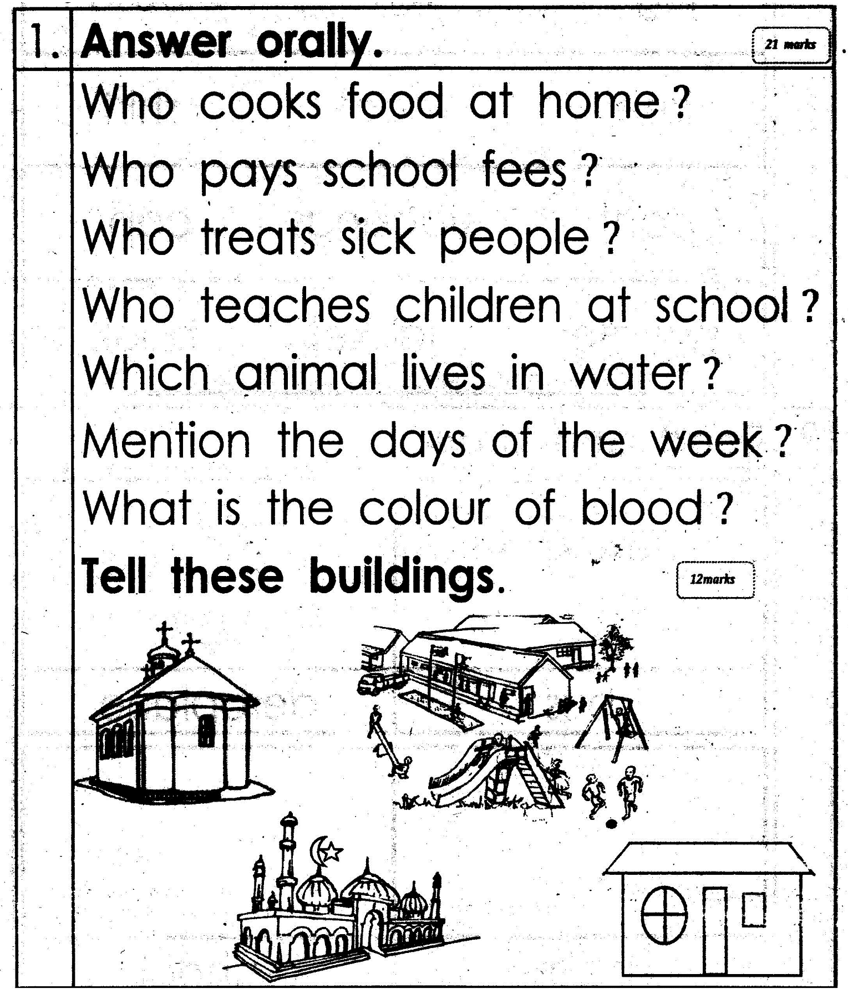 1. Answer orally. 21 marks
Who cooks food at home ?
Who pays school fees ?
Who treats sick people ?
Who teaches children at school ?
Which animal lives in water ?
Mention the days of the week ?
What is the colour of blood ?
Tell these buildings. 12marks